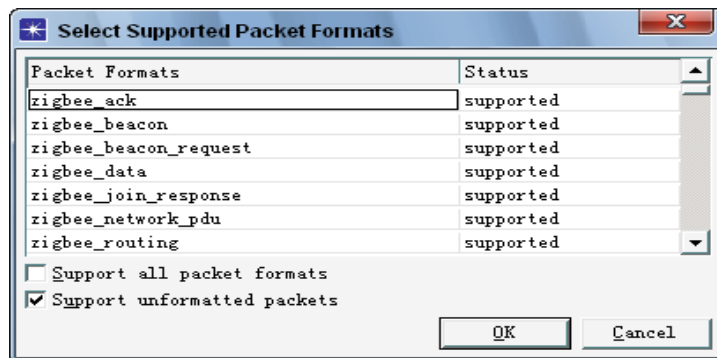 Select Supported Packet Formats
Packet Formats Status
zigbee_ack supported
zigbee_beacon supported
zigbee_beacon_request supported
zigbee_data supported
zigbee_join_response supported
zigbee_network_pdu supported
zigbee_routing supported
Support all packet formats
Support unformatted packets
OK Cancel